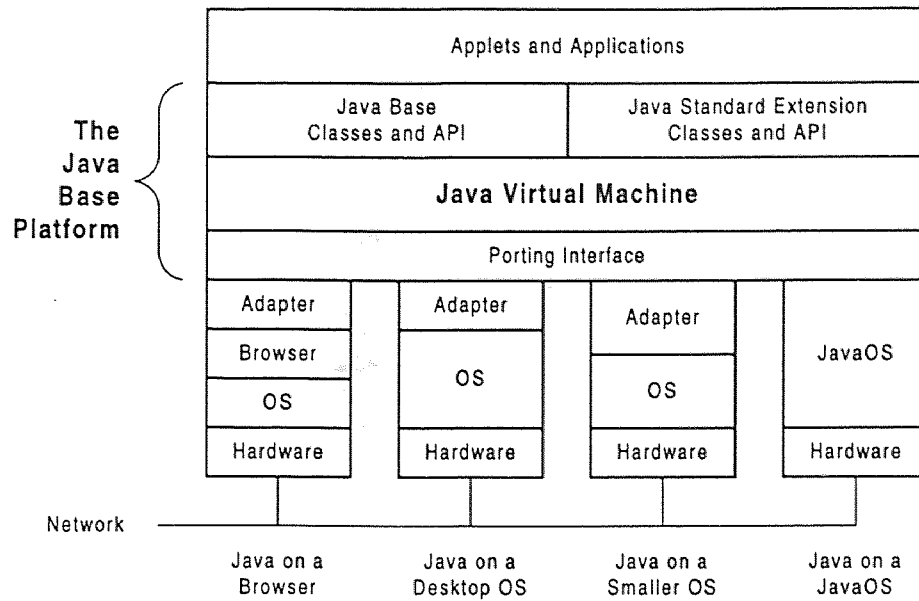 Applets and Applications
The
Java
Base
Platform
Java Base
Classes and API
Java Standard Extension
Classes and API
Java Virtual Machine
Porting Interface
Adapter
Browser
OS
Hardware
Adapter
OS
Hardware
Adapter
OS
Hardware
JavaOS
Hardware
Network
Java on a
Browser
Java on a
Desktop OS
Java on a
Smaller OS
Java on a
JavaOS